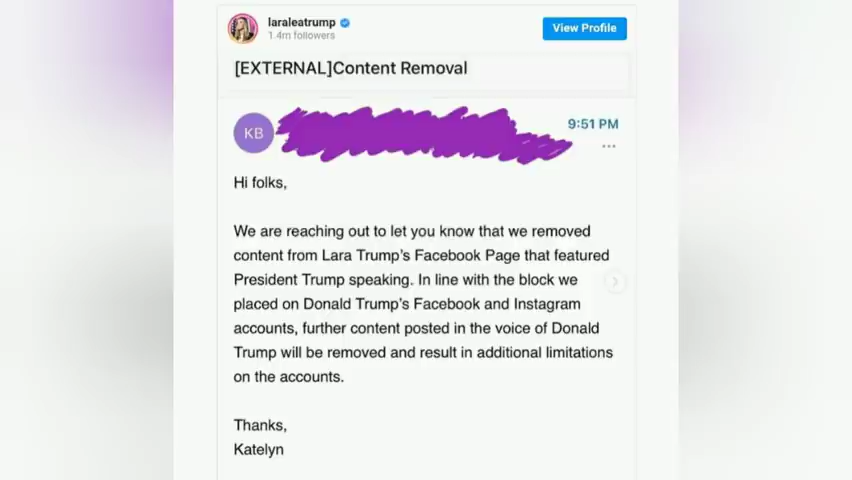 laraleatrump
1.4m followers
View Profile
[EXTERNAL]Content Removal
KB
9:51 PM
Hi folks,
We are reaching out to let you know that we removed
content from Lara Trump's Facebook Page that featured
President Trump speaking. In line with the block we
placed on Donald Trump's Facebook and Instagram
accounts, further content posted in the voice of Donald
Trump will be removed and result in additional limitations
on the accounts.
Thanks,
Katelyn